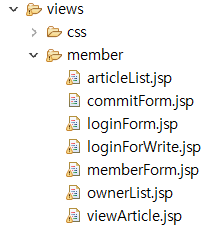 views
css
member
articleList.jsp
commitForm.jsp
loginForm.jsp
loginForWrite.jsp
memberForm.jsp
ownerList.jsp
viewArticle.jsp